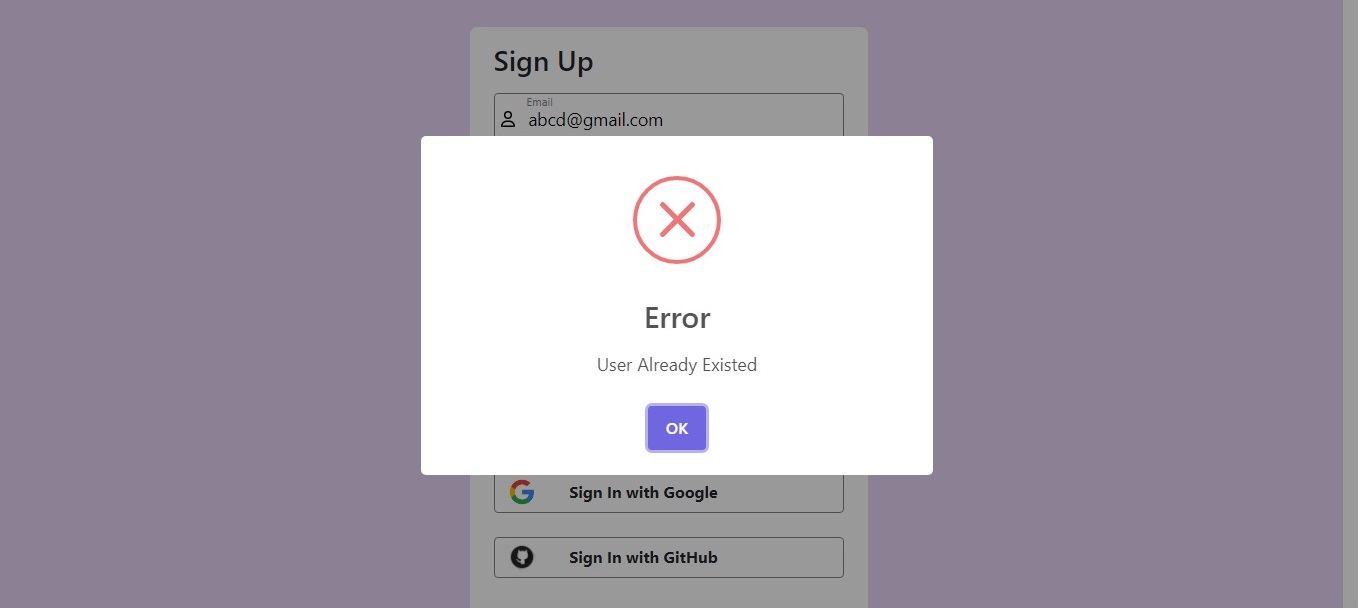 Sign Up
Email
abcd@gmail.com
Error
User Already Existed
OK
Sign In with Google
Sign In with GitHub